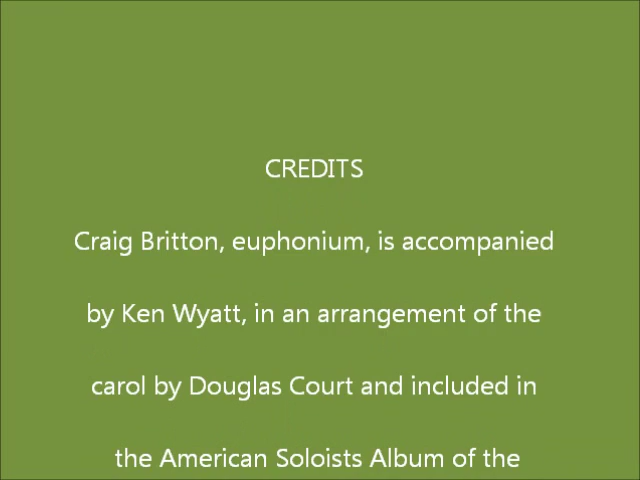 CREDITS
Craig Britton, euphonium, is accompanied
by Ken Wyatt, in an arrangement of the
carol by Douglas Court and included in
the American Soloists Album of the